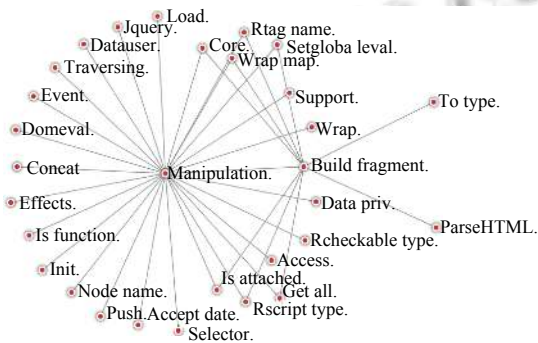 Load.
Jquery.
Rtag name.
Datauser.
Core.
Setgloba leval.
Wrap map.
Traversing.
Event.
Support.
To type.
Domeval.
Wrap.
Concat
Manipulation.
Build fragment.
Effects.
Data priv.
ParseHTML.
Is function.
Rcheckable type.
Init.
Access.
Is attached.
Node name.
Get all.
Rscript type.
Push.
Accept date.
Selector.